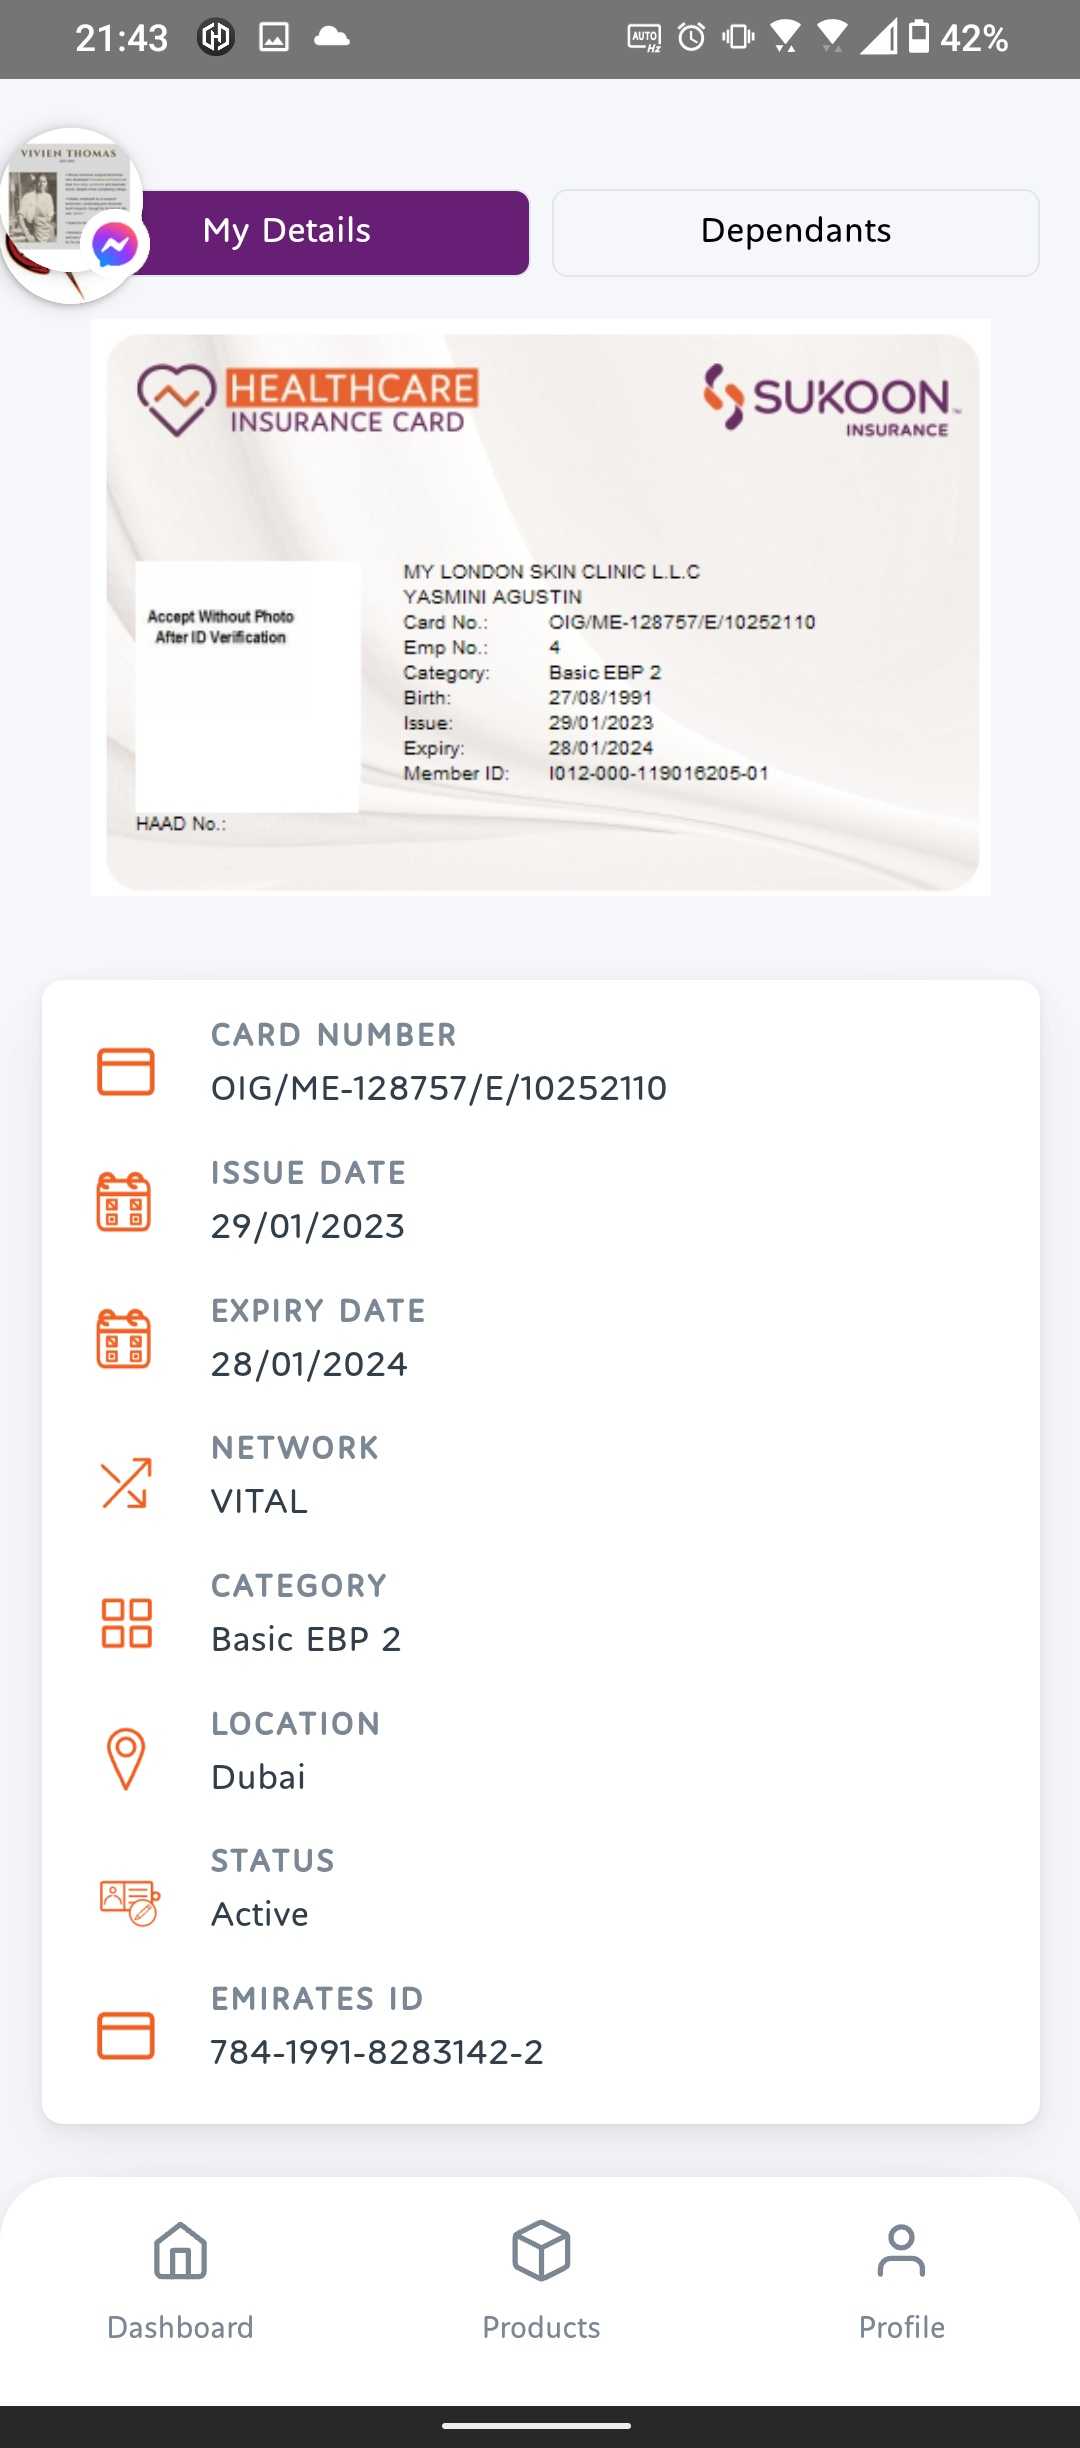 21:43
AUTO Hz
42%
VIVIEN THOMAS
My Details
Dependants
HEALTHCARE
INSURANCE CARD
SUKOON™
INSURANCE
Accept Without Photo
After ID Verification
MY LONDON SKIN CLINIC L.L.C
YASMINI AGUSTIN
Card No.: OIG/ME-128757/E/10252110
Emp No.: 4
Category: Basic EBP 2
Birth: 27/08/1991
Issue: 29/01/2023
Expiry: 28/01/2024
Member ID: I012-000-119016205-01
HAAD No.:
CARD NUMBER
OIG/ME-128757/E/10252110
ISSUE DATE
29/01/2023
EXPIRY DATE
28/01/2024
NETWORK
VITAL
CATEGORY
Basic EBP 2
LOCATION
Dubai
STATUS
Active
EMIRATES ID
784-1991-8283142-2
Dashboard
Products
Profile